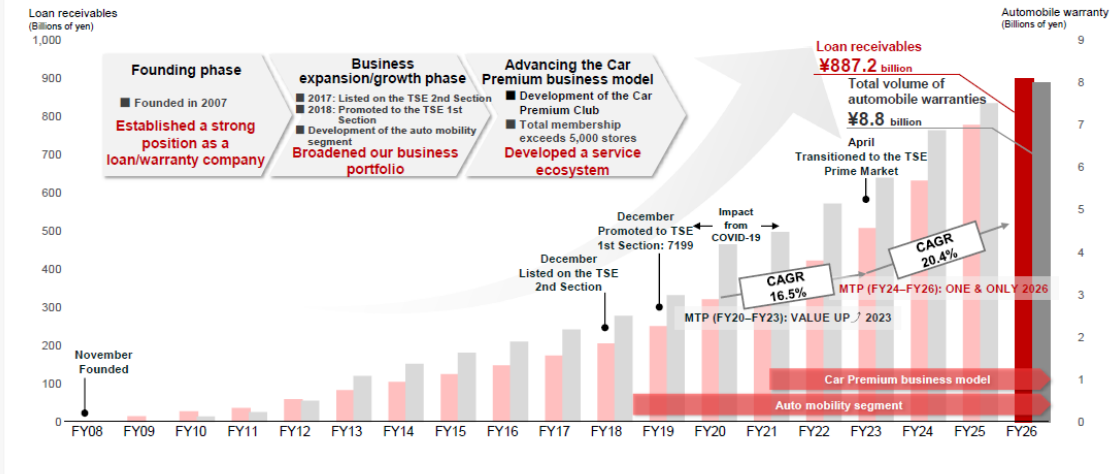 Loan receivables
(Billions of yen)
Automobile warranty
(Billions of yen)
1,000
900
800
700
600
500
400
300
200
100
0
9
8
7
6
5
4
3
2
1
0
Founding phase
■ Founded in 2007
Established a strong
position as a
loan/warranty company
Business
expansion/growth phase
■ 2017: Listed on the TSE 2nd Section
■ 2018: Promoted to the TSE 1st
Section
■ Development of the auto mobility
segment
Broadened our business
portfolio
Advancing the Car
Premium business model
■ Development of the Car
Premium Club
■ Total membership
exceeds 5,000 stores
Developed a service
ecosystem
Loan receivables
¥887.2 billion
Total volume of
automobile warranties
¥8.8 billion
April
Transitioned to the TSE
Prime Market
Impact
from
COVID-19
December
Promoted to TSE
1st Section: 7199
December
Listed on the TSE
2nd Section
November
Founded
CAGR
16.5%
CAGR
20.4%
MTP (FY24–FY26): ONE & ONLY 2026
MTP (FY20–FY23): VALUE UP⤴ 2023
Car Premium business model
Auto mobility segment
FY08 FY09 FY10 FY11 FY12 FY13 FY14 FY15 FY16 FY17 FY18 FY19 FY20 FY21 FY22 FY23 FY24 FY25 FY26